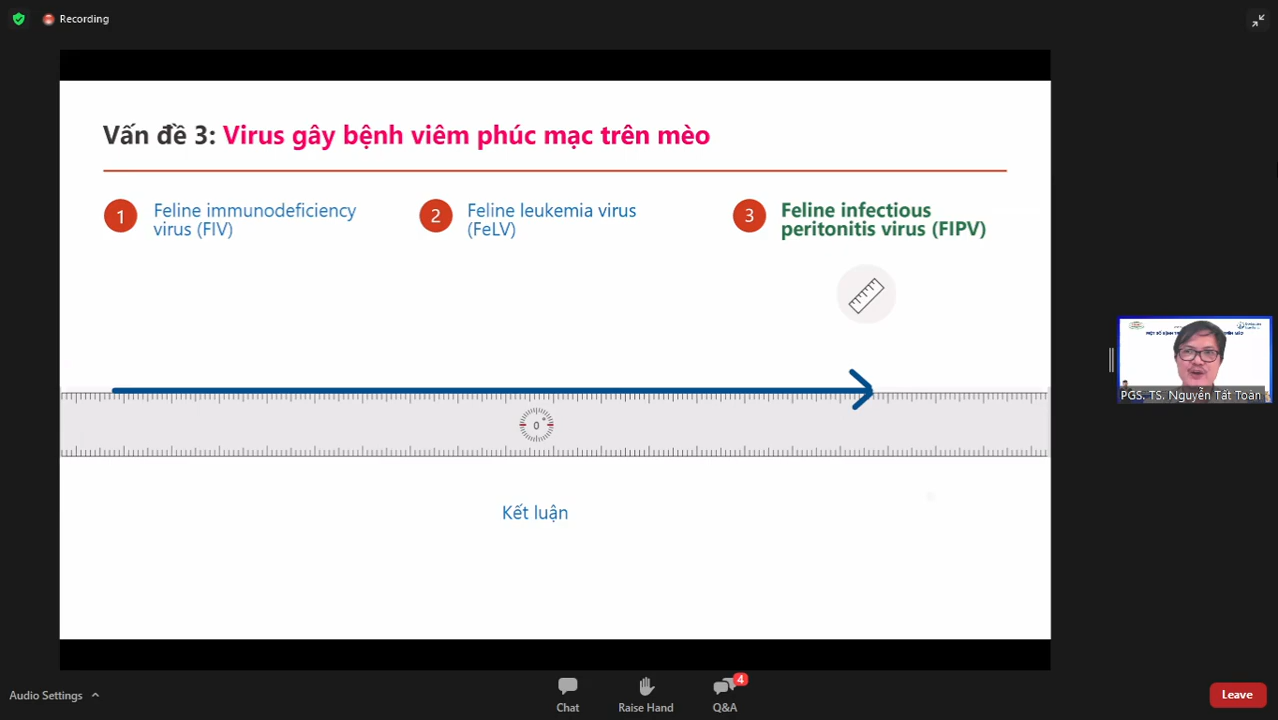 Recording
Vấn đề 3: Virus gây bệnh viêm phúc mạc trên mèo
1
Feline immunodeficiency
virus (FIV)
2
Feline leukemia virus
(FeLV)
3
Feline infectious
peritonitis virus (FIPV)
0°
Kết luận
PGS. TS. Nguyễn Tất Toàn
Audio Settings
Chat
Raise Hand
4
Q&A
Leave